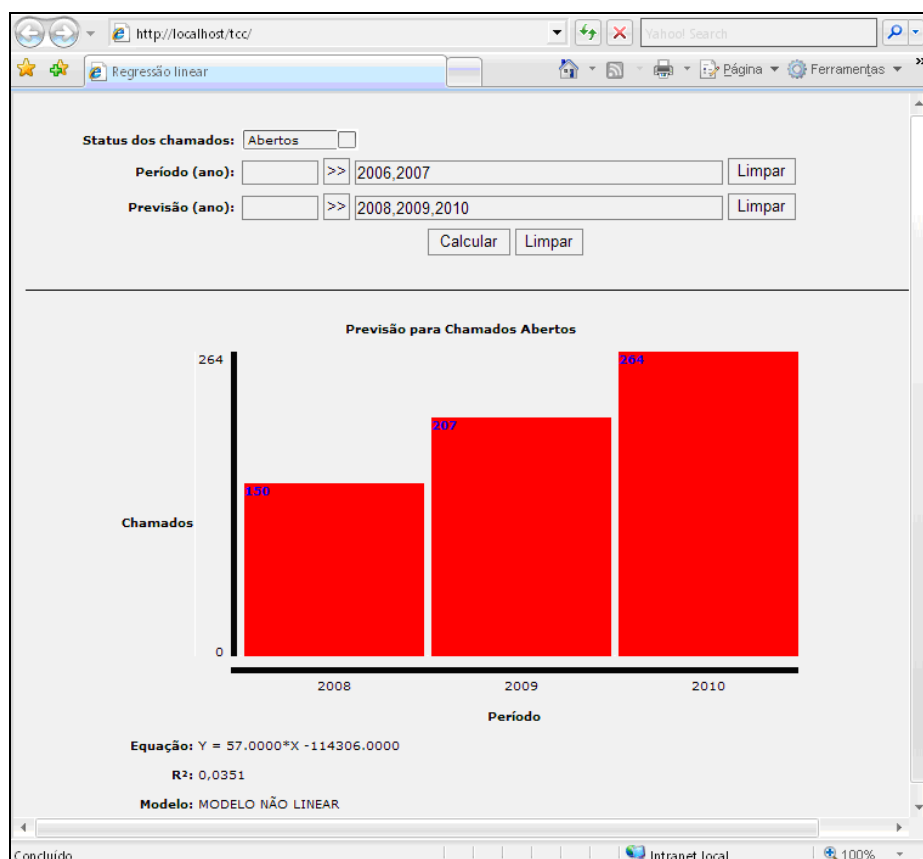 http://localhost/tcc/
Yahoo! Search
Regressão linear
Página
Ferramentas
»
Status dos chamados: Abertos
Período (ano): >> 2006,2007 Limpar
Previsão (ano): >> 2008,2009,2010 Limpar
Calcular Limpar
Previsão para Chamados Abertos
264
264
207
150
Chamados
0
2008 2009 2010
Período
Equação: Y = 57.0000*X -114306.0000
R²: 0,0351
Modelo: MODELO NÃO LINEAR
Concluído Intranet local 100%